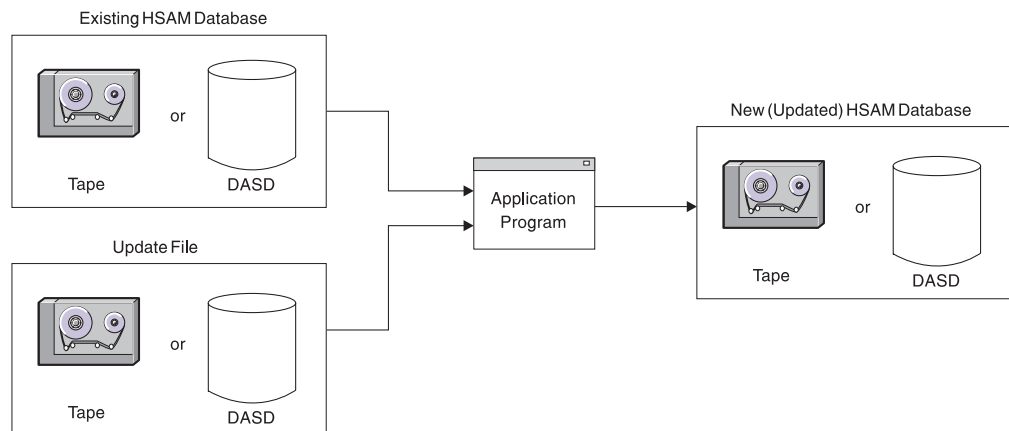 Existing HSAM Database
or
Tape
DASD
Update File
or
Tape
DASD
Application
Program
New (Updated) HSAM Database
or
Tape
DASD